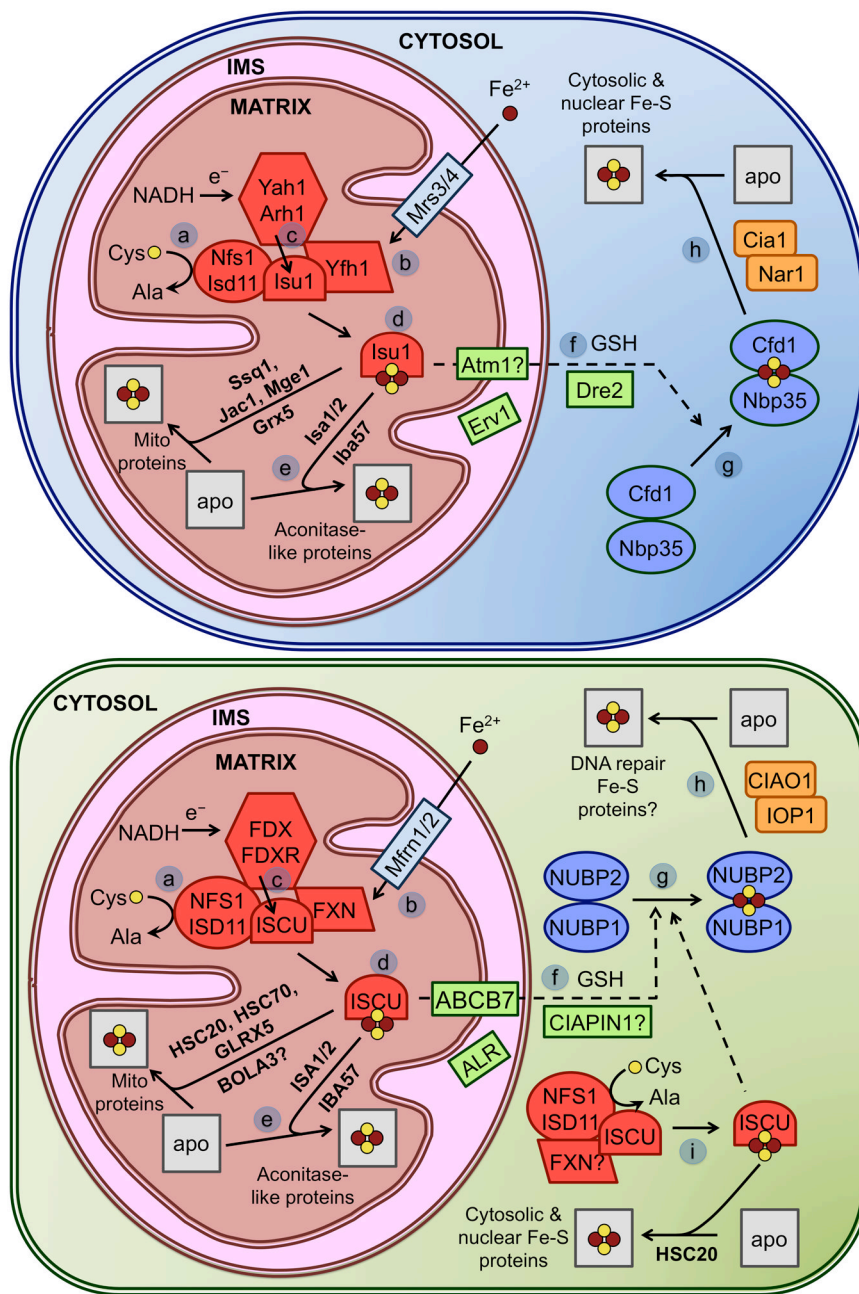 CYTOSOL
IMS
MATRIX
Fe²⁺
Cytosolic &
nuclear Fe-S
proteins
apo
NADH
e⁻
Yah1
Arh1
Mrs3/4
a
Cys
Ala
Nfs1
Isd11
c
Isu1
Yfh1
b
h
Cia1
Nar1
d
Isu1
Atm1?
f GSH
Dre2
Erv1
Cfd1
Nbp35
g
Cfd1
Nbp35
Ssq1,
Jac1, Mge1
Grx5
Isa1/2
Iba57
Mito
proteins
e
apo
Aconitase-
like proteins
CYTOSOL
IMS
MATRIX
Fe²⁺
apo
DNA repair
Fe-S
proteins?
h
CIAO1
IOP1
NADH
e⁻
FDX
FDXR
Mfrn1/2
a
Cys
Ala
NFS1
ISD11
c
ISCU
FXN
b
NUBP2
NUBP1
g
NUBP2
NUBP1
d
ISCU
ABCB7
f GSH
CIAPIN1?
ALR
HSC20, HSC70,
GLRX5
BOLA3?
ISA1/2
IBA57
Mito
proteins
e
apo
Aconitase-
like proteins
Cys
Ala
NFS1
ISD11
ISCU
FXN?
i
ISCU
Cytosolic &
nuclear Fe-S
proteins
HSC20
apo